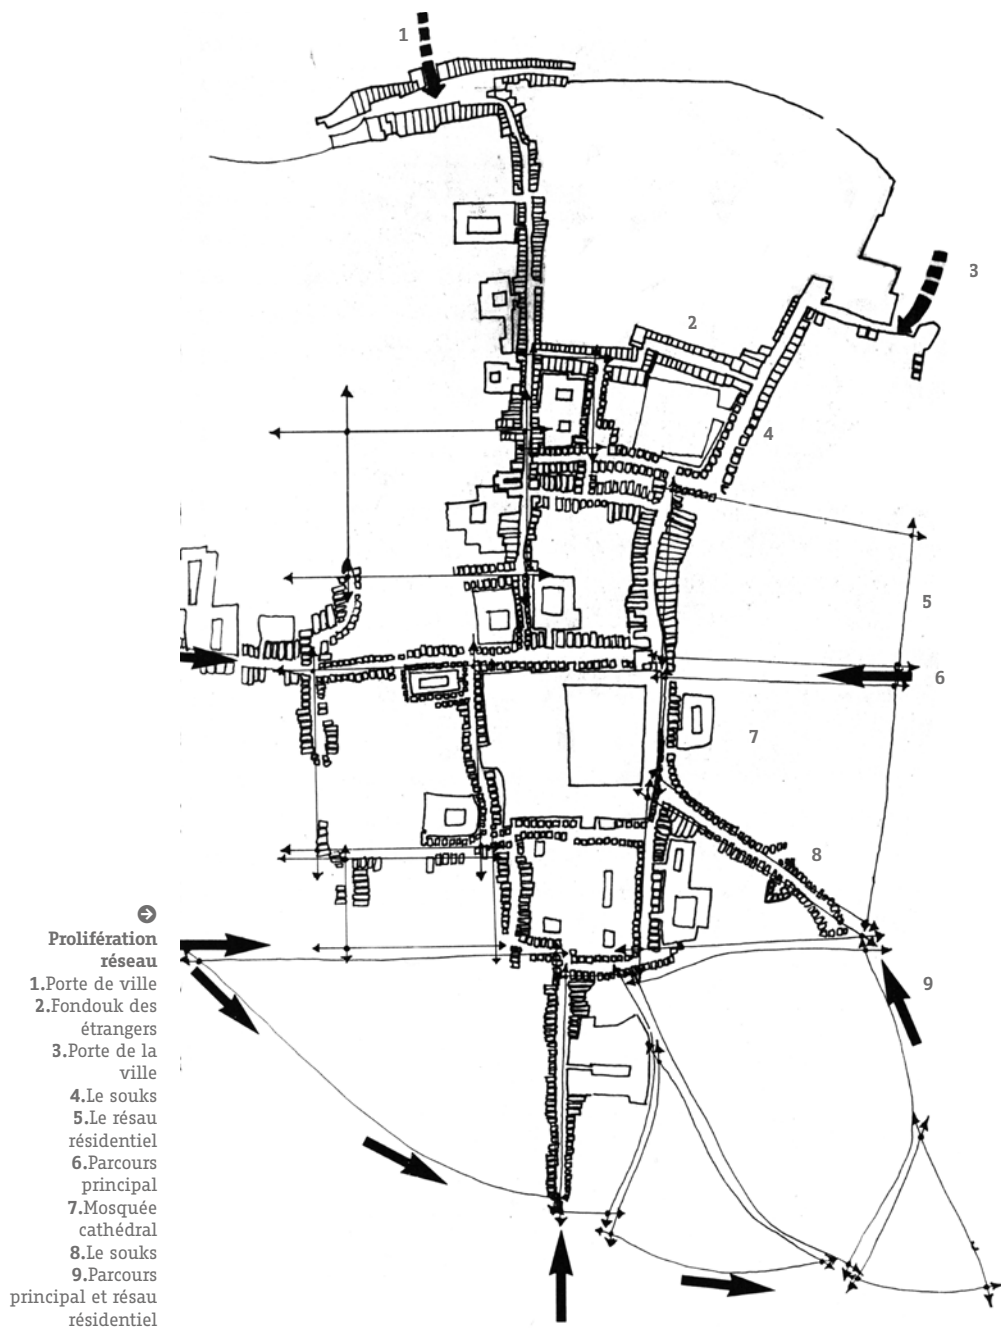 1
3
2
4
5
6
7
8
9
Prolifération
réseau
1.Porte de ville
2.Fondouk des
étrangers
3.Porte de la
ville
4.Le souks
5.Le résau
résidentiel
6.Parcours
principal
7.Mosquée
cathédral
8.Le souks
9.Parcours
principal et résau
résidentiel